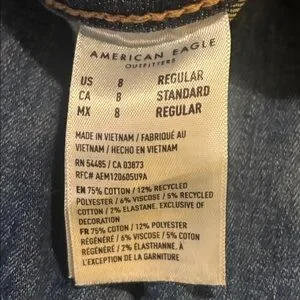 AMERICAN EAGLE
OUTFITTERS
US 8 REGULAR
CA 8 STANDARD
MX 8 REGULAR
MADE IN VIETNAM / FABRIQUÉ AU
VIETNAM / HECHO EN VIETNAM
RN 54485 / CA 03873
RFC# AEM120605U9A
EN 75% COTTON / 12% RECYCLED
POLYESTER / 6% VISCOSE / 5% RECYCLED
COTTON / 2% ELASTANE, EXCLUSIVE OF
DECORATION
FR 75% COTON / 12% POLYESTER
RÉGÉNÉRÉ / 6% VISCOSE / 5% COTON
RÉGÉNÉRÉ / 2% ÉLASTHANNE, À
L'EXCEPTION DE LA GARNITURE